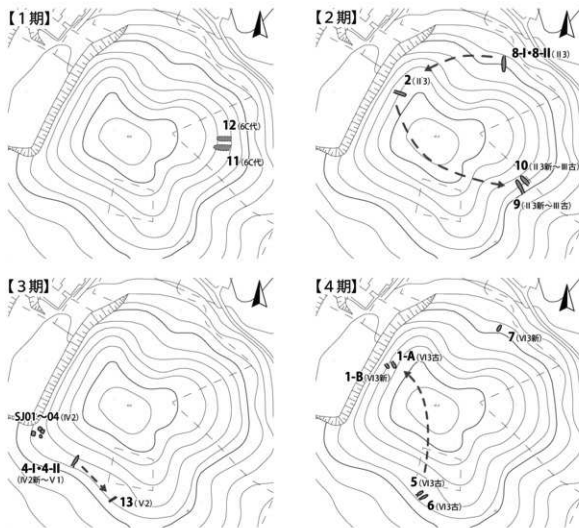 【1期】
12(6C代)
11(6C代)
【2期】
8-I•8-II(Ⅱ3)
2(Ⅱ3)
10(Ⅱ3新〜Ⅲ古)
9(Ⅱ3新〜Ⅲ古)
【3期】
SJ01〜04(Ⅳ2)
4-I•4-II
(Ⅳ2新〜Ⅴ1)
13(Ⅴ2)
【4期】
7(Ⅵ3新)
1-A(Ⅵ3古)
1-B(Ⅵ3新)
5(Ⅵ3古)
6(Ⅵ3古)